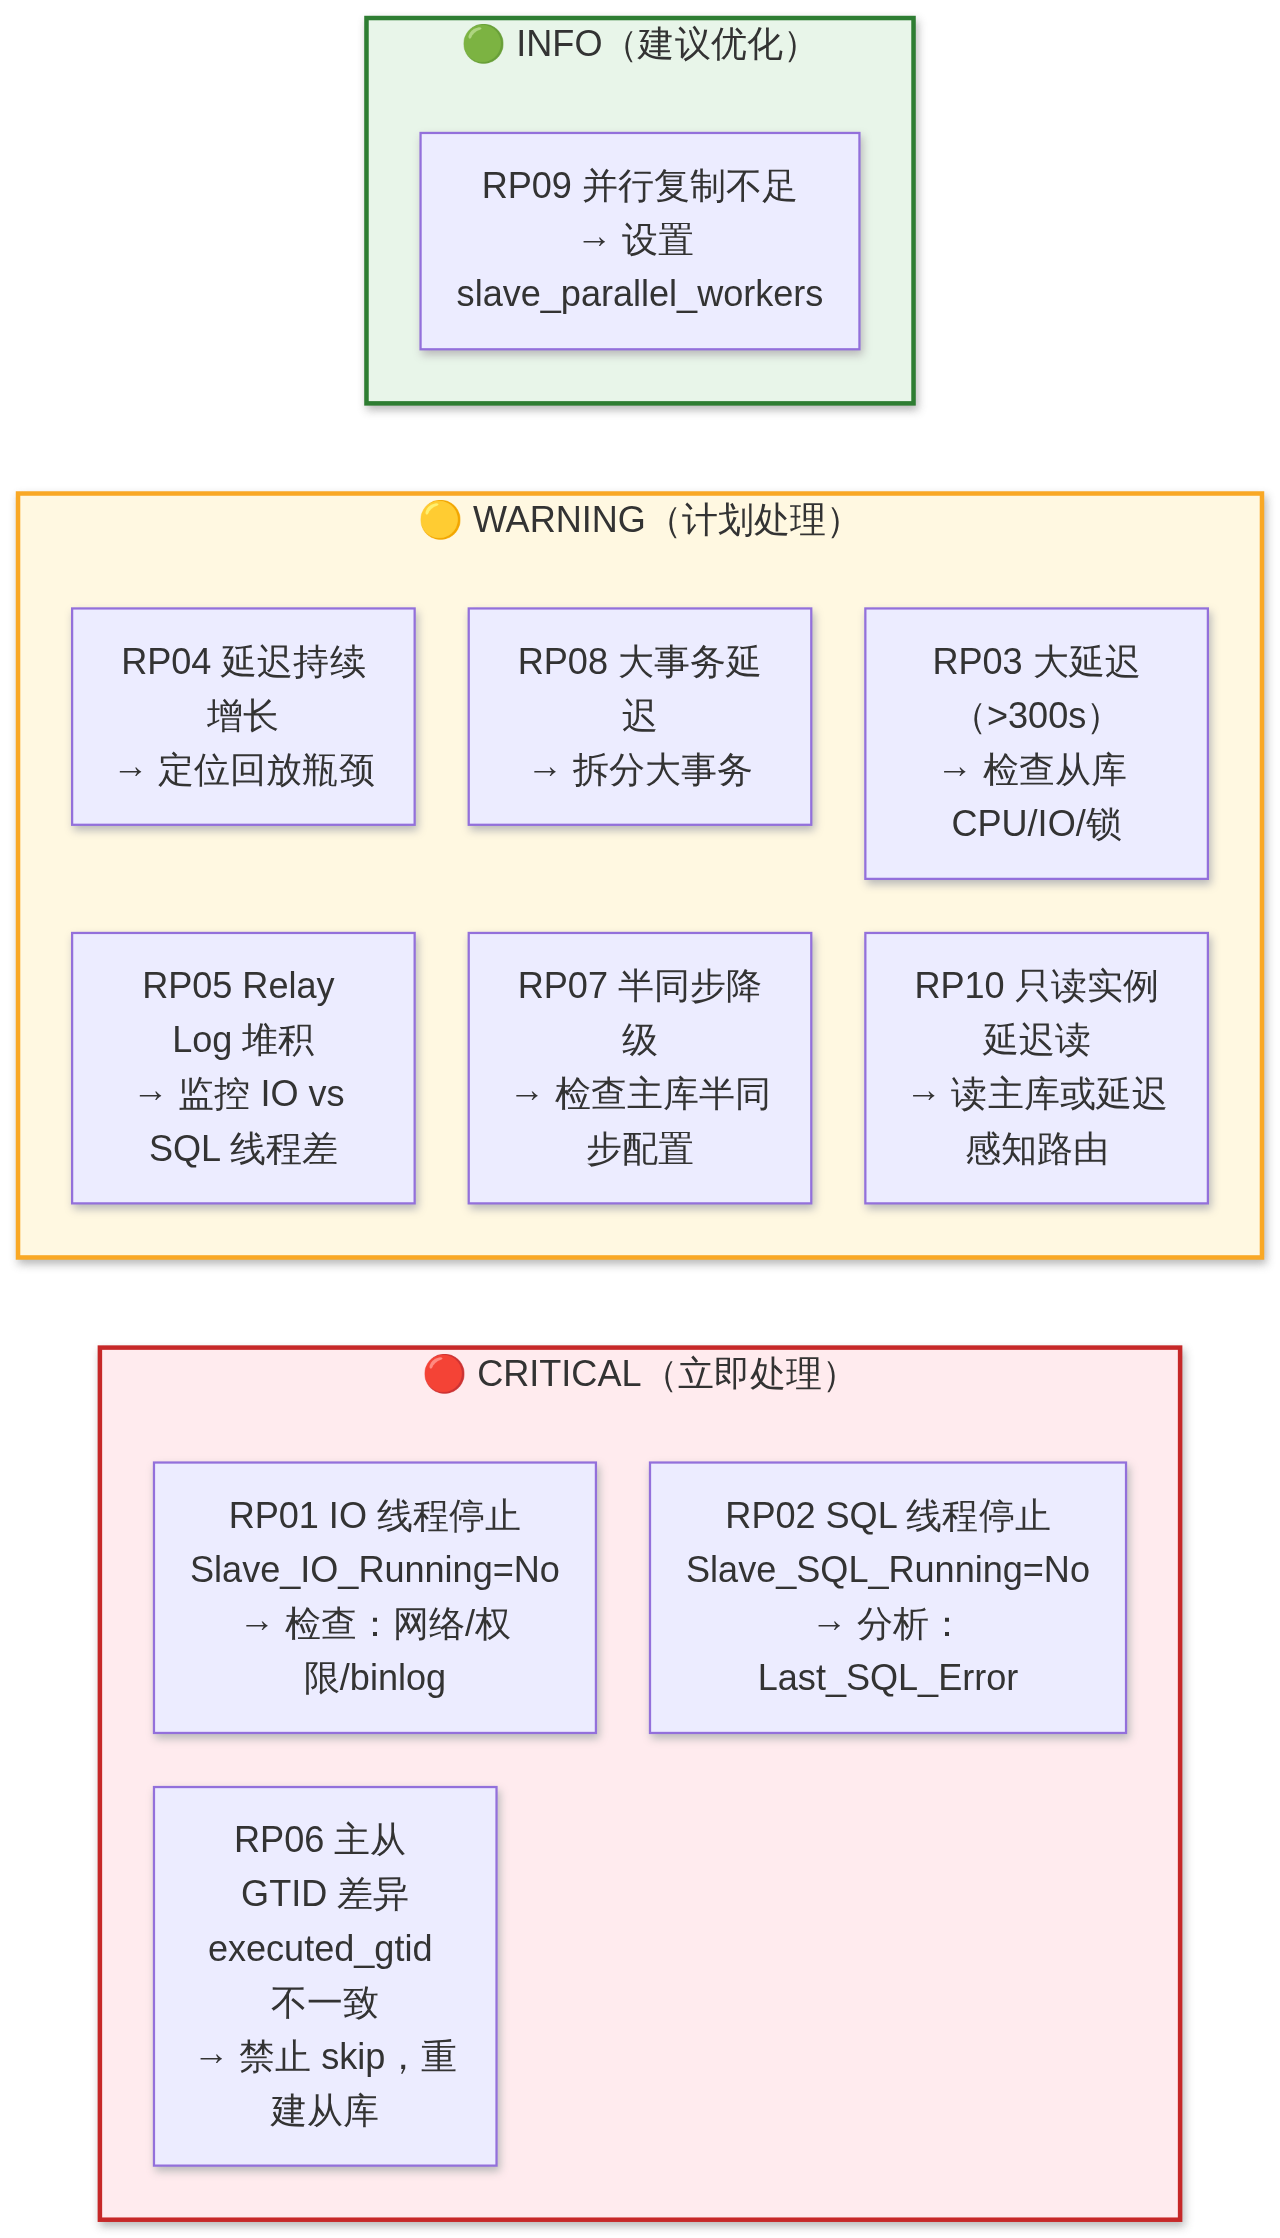 🟢 INFO（建议优化）
RP09 并行复制不足
→ 设置
slave_parallel_workers
🟡 WARNING（计划处理）
RP04 延迟持续
增长
→ 定位回放瓶颈
RP08 大事务延
迟
→ 拆分大事务
RP03 大延迟
（>300s）
→ 检查从库
CPU/IO/锁
RP05 Relay
Log 堆积
→ 监控 IO vs
SQL 线程差
RP07 半同步降
级
→ 检查主库半同
步配置
RP10 只读实例
延迟读
→ 读主库或延迟
感知路由
🔴 CRITICAL（立即处理）
RP01 IO 线程停止
Slave_IO_Running=No
→ 检查：网络/权
限/binlog
RP02 SQL 线程停止
Slave_SQL_Running=No
→ 分析：
Last_SQL_Error
RP06 主从
GTID 差异
executed_gtid
不一致
→ 禁止 skip，重
建从库